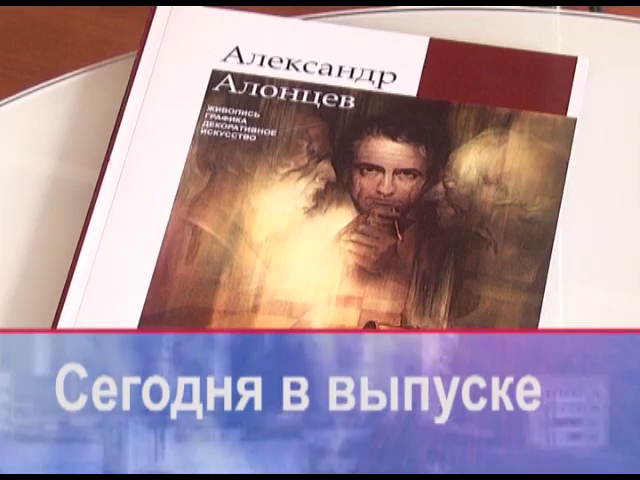 Александр
Алонцев
ЖИВОПИСЬ
ГРАФИКА
ДЕКОРАТИВНОЕ
ИСКУССТВО
Сегодня в выпуске